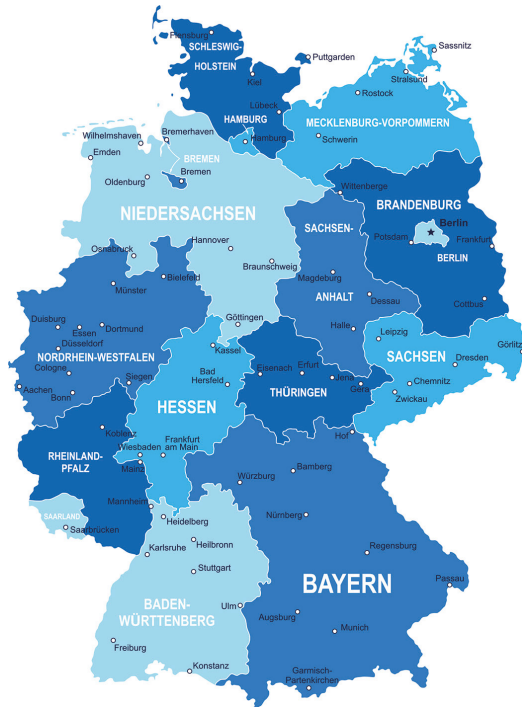 Flensburg
SCHLESWIG-
HOLSTEIN
Puttgarden
Sassnitz
Kiel
Stralsund
Rostock
Lübeck
HAMBURG
MECKLENBURG-VORPOMMERN
Wilhelmshaven
Bremerhaven
Hamburg
Schwerin
Emden
BREMEN
Oldenburg
Bremen
Wittenberge
NIEDERSACHSEN
BRANDENBURG
SACHSEN-
Berlin
Potsdam
Frankfurt
Hannover
Osnabruck
BERLIN
Braunschweig
Magdeburg
Bielefeld
Münster
ANHALT
Dessau
Cottbus
Göttingen
Duisburg
Essen
Dortmund
Halle
Leipzig
Düsseldorf
Görlitz
NORDRHEIN-WESTFALEN
Kassel
SACHSEN
Cologne
Dresden
Eisenach
Erfurt
Jena
Aachen
Siegen
Bad
Hersfeld
Gera
Chemnitz
Bonn
THÜRINGEN
Zwickau
HESSEN
Koblenz
Hof
Wiesbaden
Frankfurt
am Main
RHEINLAND-
PFALZ
Mainz
Bamberg
Würzburg
Mannheim
SAARLAND
Heidelberg
Nürnberg
Saarbrücken
Heilbronn
Karlsruhe
Regensburg
Stuttgart
BAYERN
Passau
BADEN-
WÜRTTENBERG
Ulm
Augsburg
Munich
Freiburg
Konstanz
Garmisch-
Partenkirchen